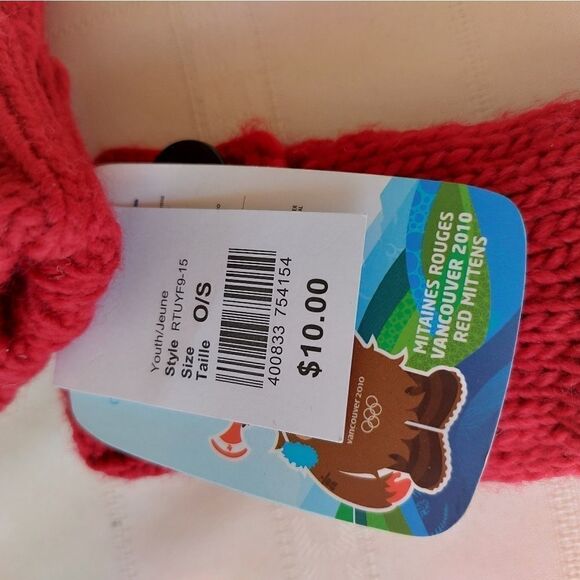 Youth/Jeune
Style RTUYF9-15
Size
Taille O/S
400833 754154
$10.00
MITAINES ROUGES
VANCOUVER 2010
RED MITTENS
vancouver 2010